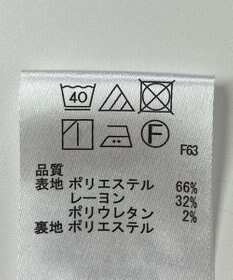 40
F
F63
品質
表地 ポリエステル 66%
レーヨン 32%
ポリウレタン 2%
裏地 ポリエステル